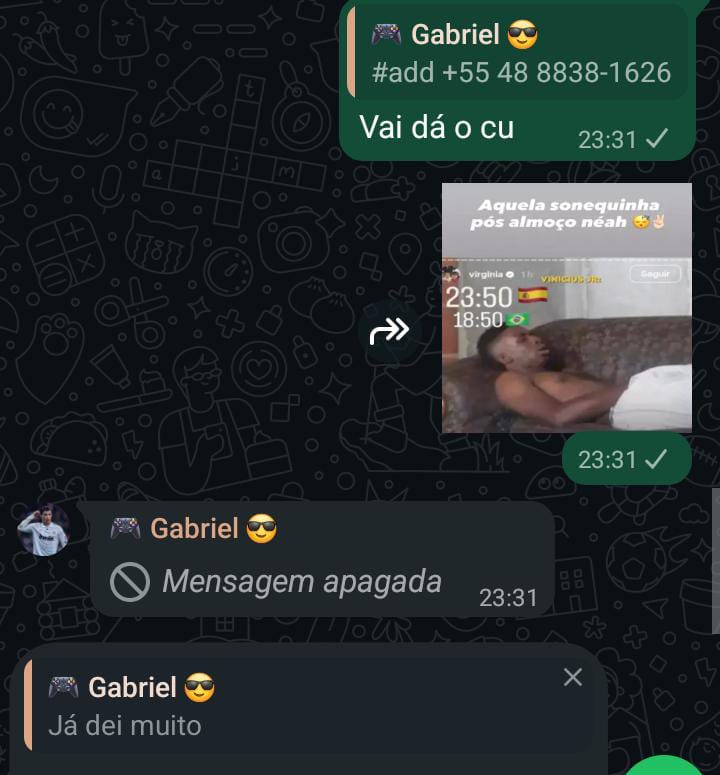 🎮 Gabriel 😎
#add +55 48 8838-1626
Vai dá o cu
23:31
Aquela sonequinha
pós almoço néah 😴✌🏻
virginia 1h
VINICIUS JR:
Seguir
23:50 🇪🇸
18:50 🇧🇷
23:31
🎮 Gabriel 😎
Mensagem apagada
23:31
🎮 Gabriel 😎
Já dei muito